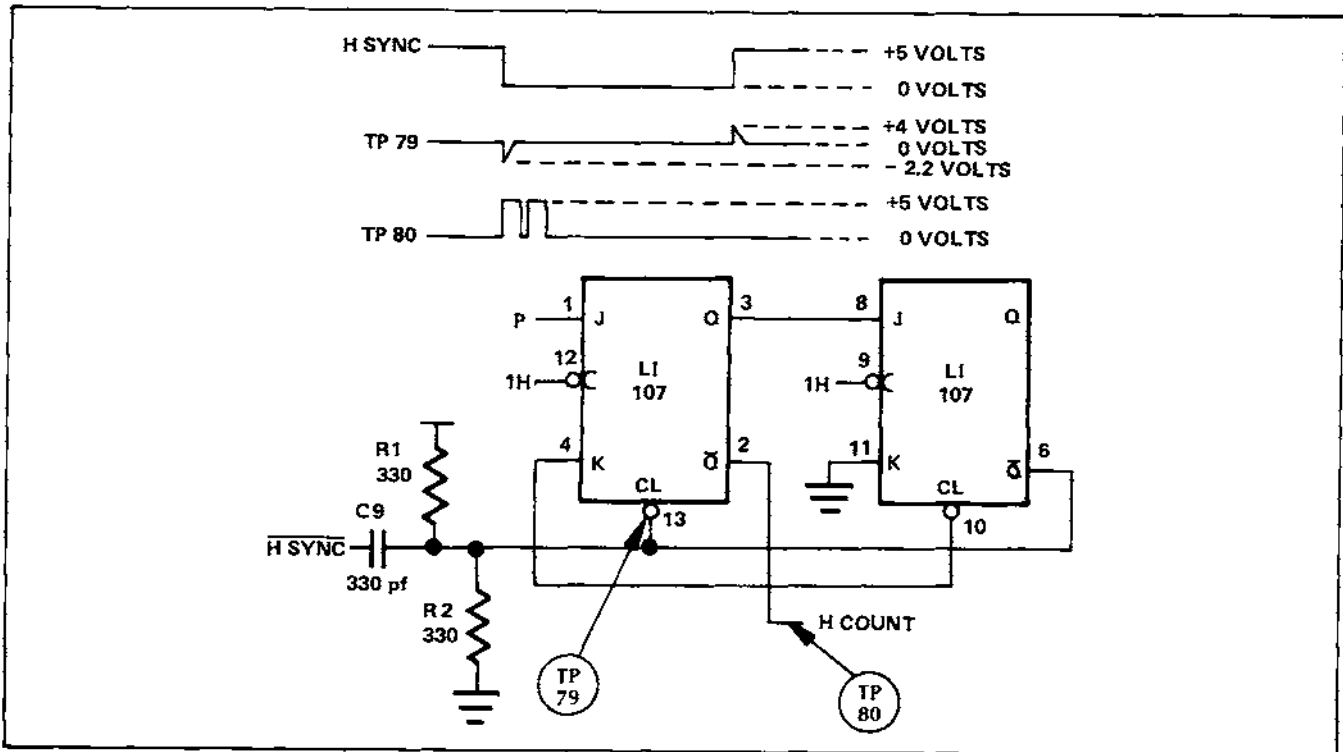 H SYNC
+5 VOLTS
0 VOLTS
TP 79
+4 VOLTS
0 VOLTS
- 2.2 VOLTS
TP 80
+5 VOLTS
0 VOLTS
P
1
J
Q
3
8
J
Q
12
1H
C
LI
107
9
1H
C
LI
107
R1
330
4
K
2
Q̅
11
K
6
Q̅
CL
13
CL
10
C9
H SYNC
330 pf
R2
330
H COUNT
TP
79
TP
80